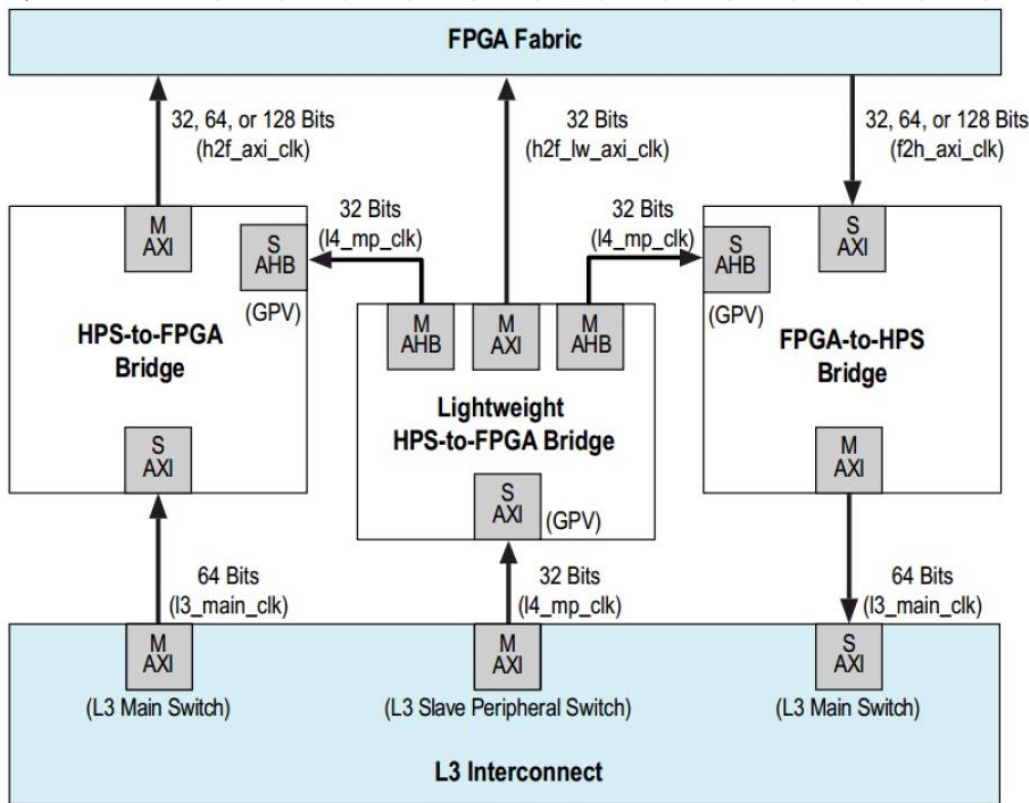 FPGA Fabric
32, 64, or 128 Bits
(h2f_axi_clk)
32 Bits
(h2f_lw_axi_clk)
32, 64, or 128 Bits
(f2h_axi_clk)
M
AXI
S
AHB
(GPV)
HPS-to-FPGA
Bridge
S
AXI
32 Bits
(l4_mp_clk)
32 Bits
(l4_mp_clk)
M
AHB
M
AXI
M
AHB
Lightweight
HPS-to-FPGA Bridge
S
AXI
(GPV)
S
AHB
(GPV)
S
AXI
FPGA-to-HPS
Bridge
M
AXI
64 Bits
(l3_main_clk)
32 Bits
(l4_mp_clk)
64 Bits
(l3_main_clk)
M
AXI
(L3 Main Switch)
M
AXI
(L3 Slave Peripheral Switch)
S
AXI
(L3 Main Switch)
L3 Interconnect